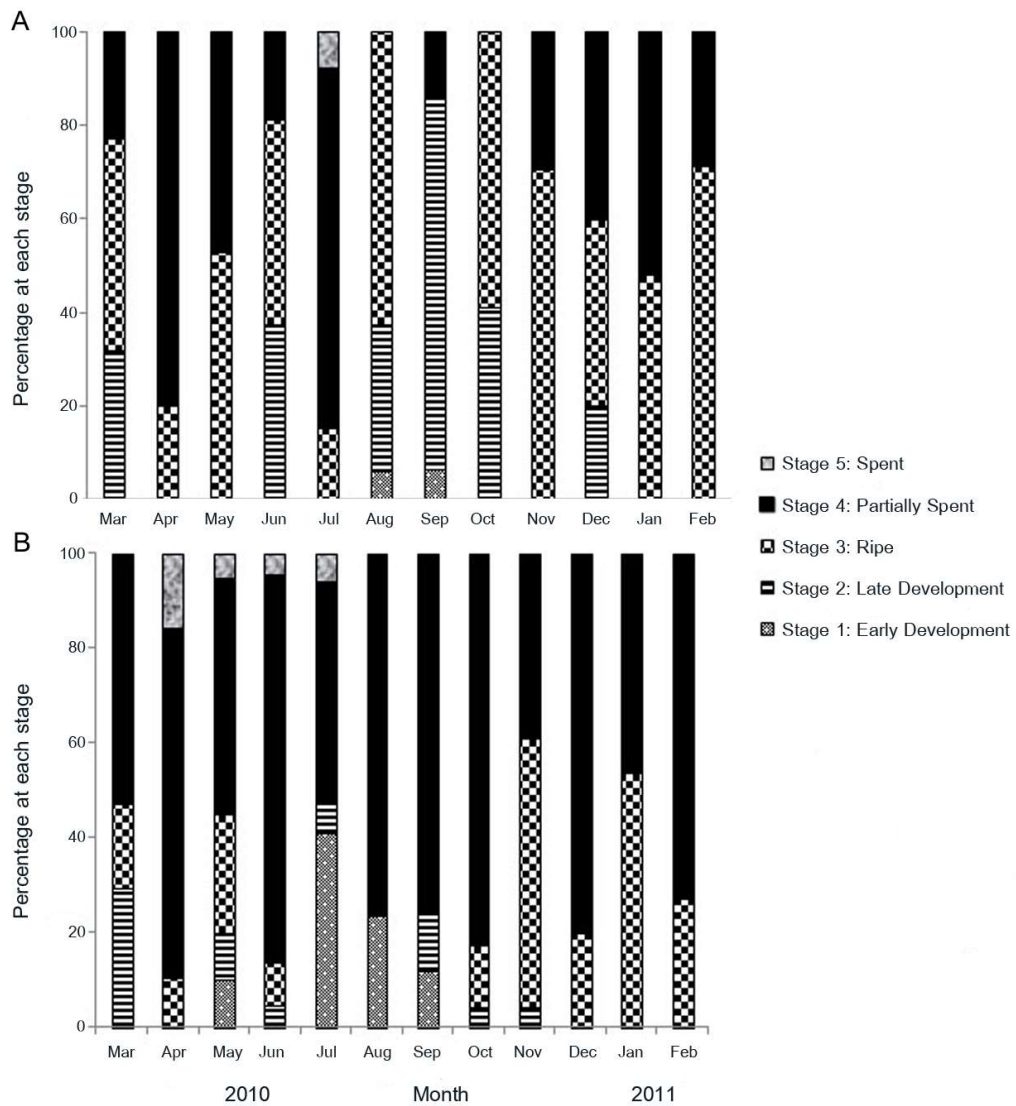 A
Percentage at each stage
100
80
60
40
20
0
Mar Apr May Jun Jul Aug Sep Oct Nov Dec Jan Feb
Stage 5: Spent
Stage 4: Partially Spent
Stage 3: Ripe
Stage 2: Late Development
Stage 1: Early Development
B
Percentage at each stage
100
80
60
40
20
0
Mar Apr May Jun Jul Aug Sep Oct Nov Dec Jan Feb
2010 Month 2011